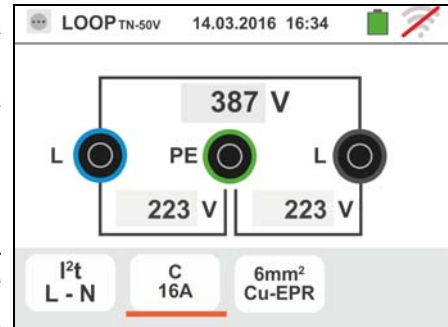 LOOP TN-50V 14.03.2016 16:34
387 V
L PE L
223 V 223 V
I²t C 6mm²
L - N 16A Cu-EPR